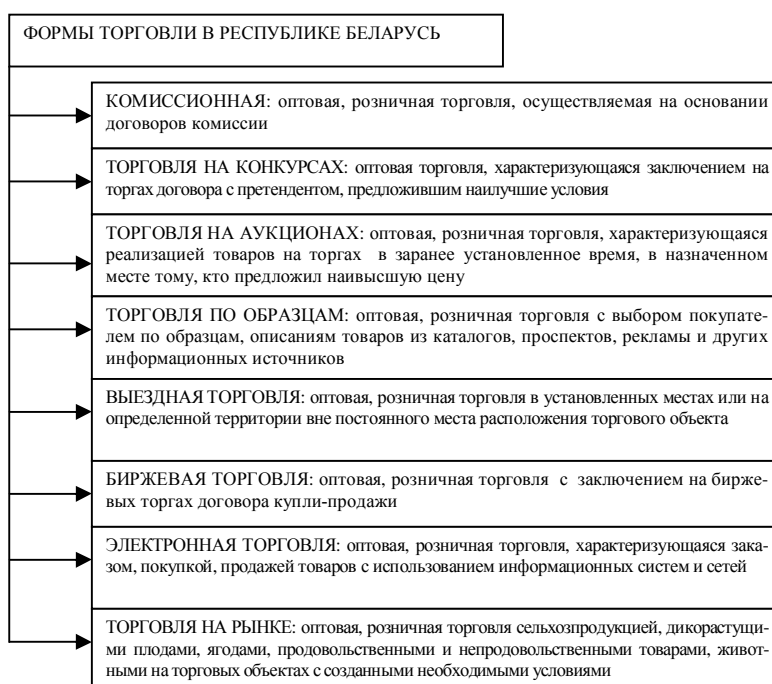 ФОРМЫ ТОРГОВЛИ В РЕСПУБЛИКЕ БЕЛАРУСЬ
КОМИССИОННАЯ: оптовая, розничная торговля, осуществляемая на основании
договоров комиссии
ТОРГОВЛЯ НА КОНКУРСАХ: оптовая торговля, характеризующаяся заключением на
торгах договора с претендентом, предложившим наилучшие условия
ТОРГОВЛЯ НА АУКЦИОНАХ: оптовая, розничная торговля, характеризующаяся
реализацией товаров на торгах в заранее установленное время, в назначенном
месте тому, кто предложил наивысшую цену
ТОРГОВЛЯ ПО ОБРАЗЦАМ: оптовая, розничная торговля с выбором покупате-
лем по образцам, описаниям товаров из каталогов, проспектов, рекламы и других
информационных источников
ВЫЕЗДНАЯ ТОРГОВЛЯ: оптовая, розничная торговля в установленных местах или на
определенной территории вне постоянного места расположения торгового объекта
БИРЖЕВАЯ ТОРГОВЛЯ: оптовая, розничная торговля с заключением на бирже-
вых торгах договора купли-продажи
ЭЛЕКТРОННАЯ ТОРГОВЛЯ: оптовая, розничная торговля, характеризующаяся зака-
зом, покупкой, продажей товаров с использованием информационных систем и сетей
ТОРГОВЛЯ НА РЫНКЕ: оптовая, розничная торговля сельхозпродукцией, дикорастущи-
ми плодами, ягодами, продовольственными и непродовольственными товарами, живот-
ными на торговых объектах с созданными необходимыми условиями